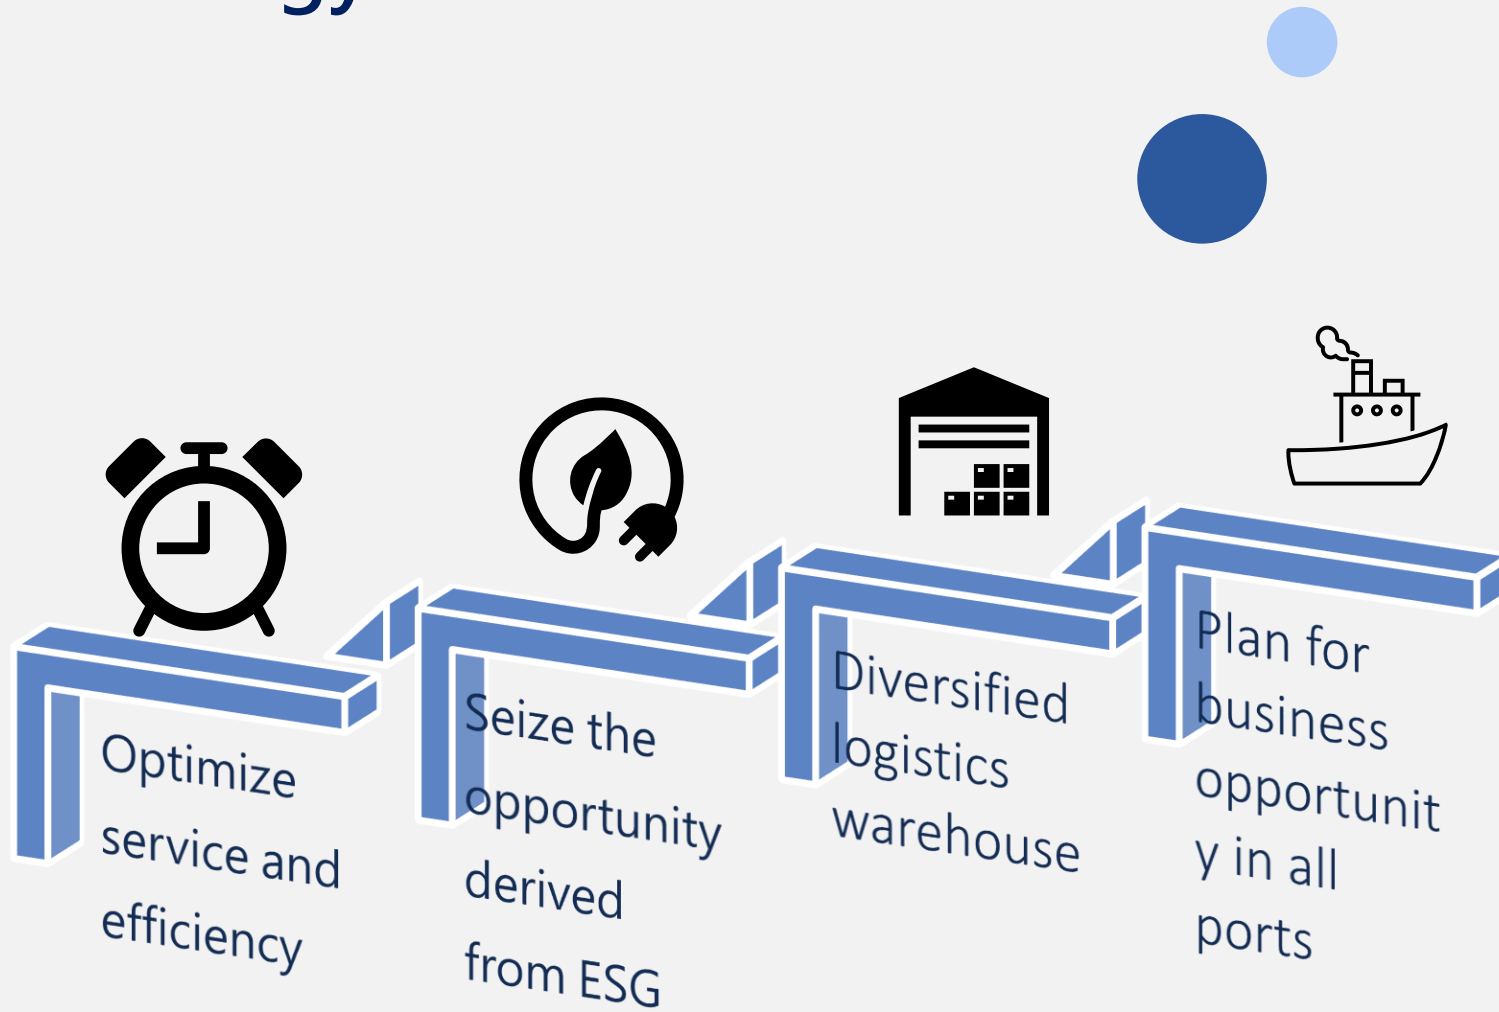 Optimize
service and
efficiency
Seize the
opportunity
derived
from ESG
Diversified
logistics
warehouse
Plan for
business
opportunit
y in all
ports